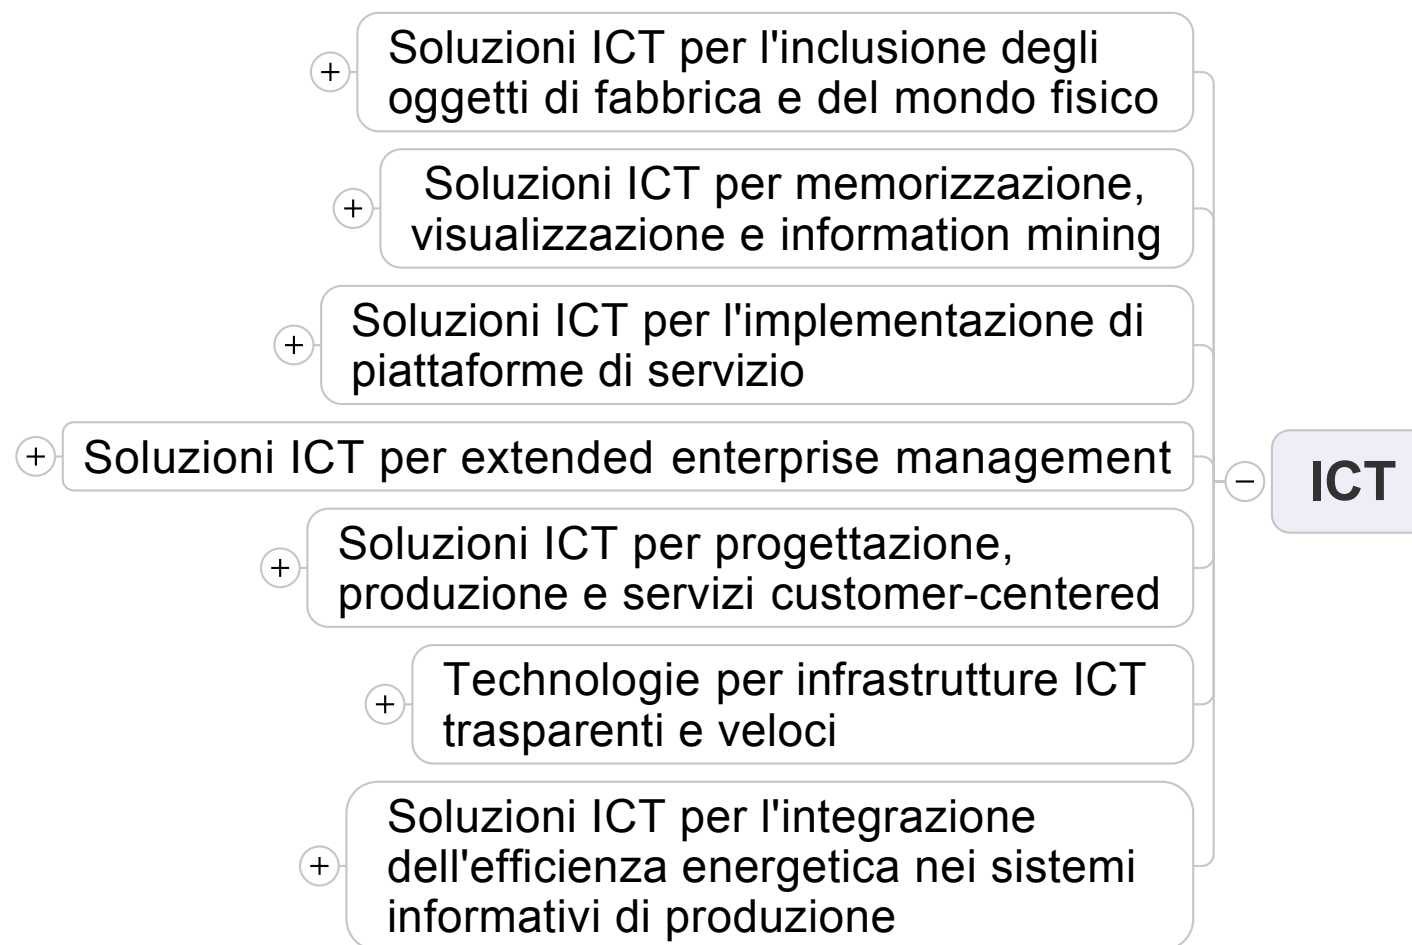 Soluzioni ICT per l'inclusione degli
oggetti di fabbrica e del mondo fisico
Soluzioni ICT per memorizzazione,
visualizzazione e information mining
Soluzioni ICT per l'implementazione di
piattaforme di servizio
Soluzioni ICT per extended enterprise management
ICT
Soluzioni ICT per progettazione,
produzione e servizi customer-centered
Technologie per infrastrutture ICT
trasparenti e veloci
Soluzioni ICT per l'integrazione
dell'efficienza energetica nei sistemi
informativi di produzione